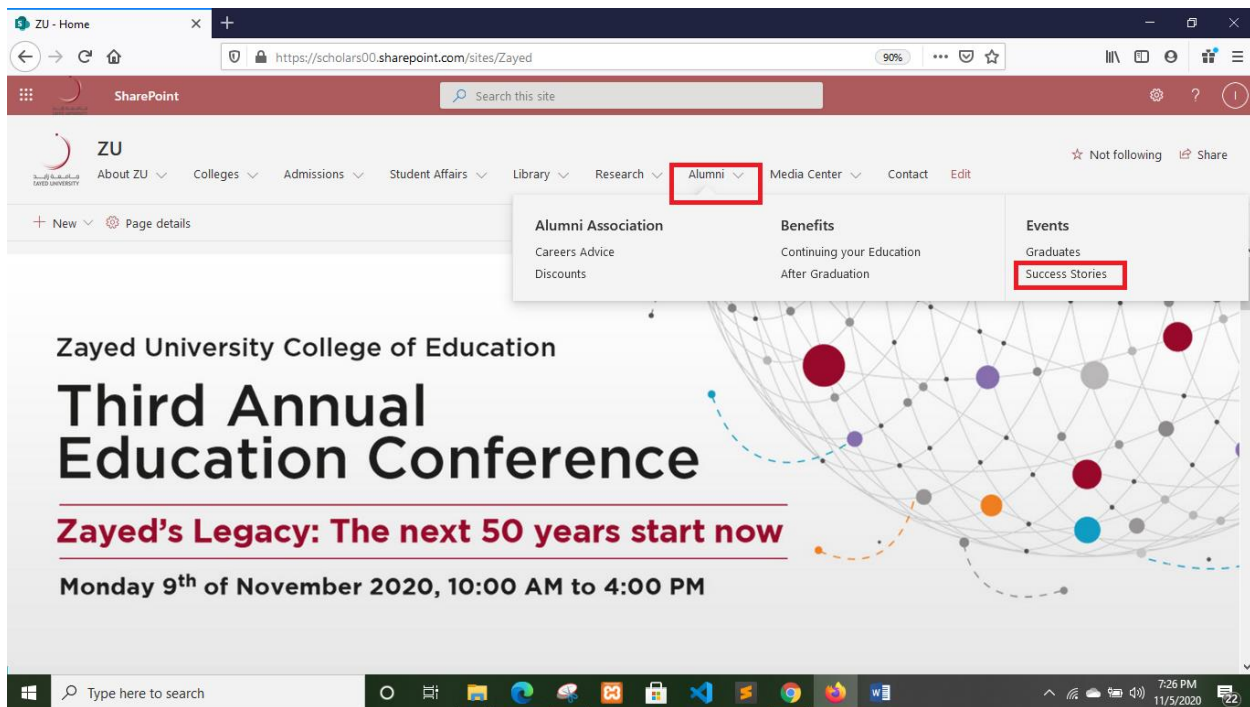 ZU - Home
https://scholars00.sharepoint.com/sites/Zayed
90%
SharePoint
Search this site
?
I
ZU
ZAYED UNIVERSITY
About ZU Colleges Admissions Student Affairs Library Research Alumni Media Center Contact Edit
Not following Share
+ New Page details
Alumni Association
Careers Advice
Discounts
Benefits
Continuing your Education
After Graduation
Events
Graduates
Success Stories
Zayed University College of Education
Third Annual
Education Conference
Zayed's Legacy: The next 50 years start now
Monday 9th of November 2020, 10:00 AM to 4:00 PM
Type here to search
7:26 PM
11/5/2020
22